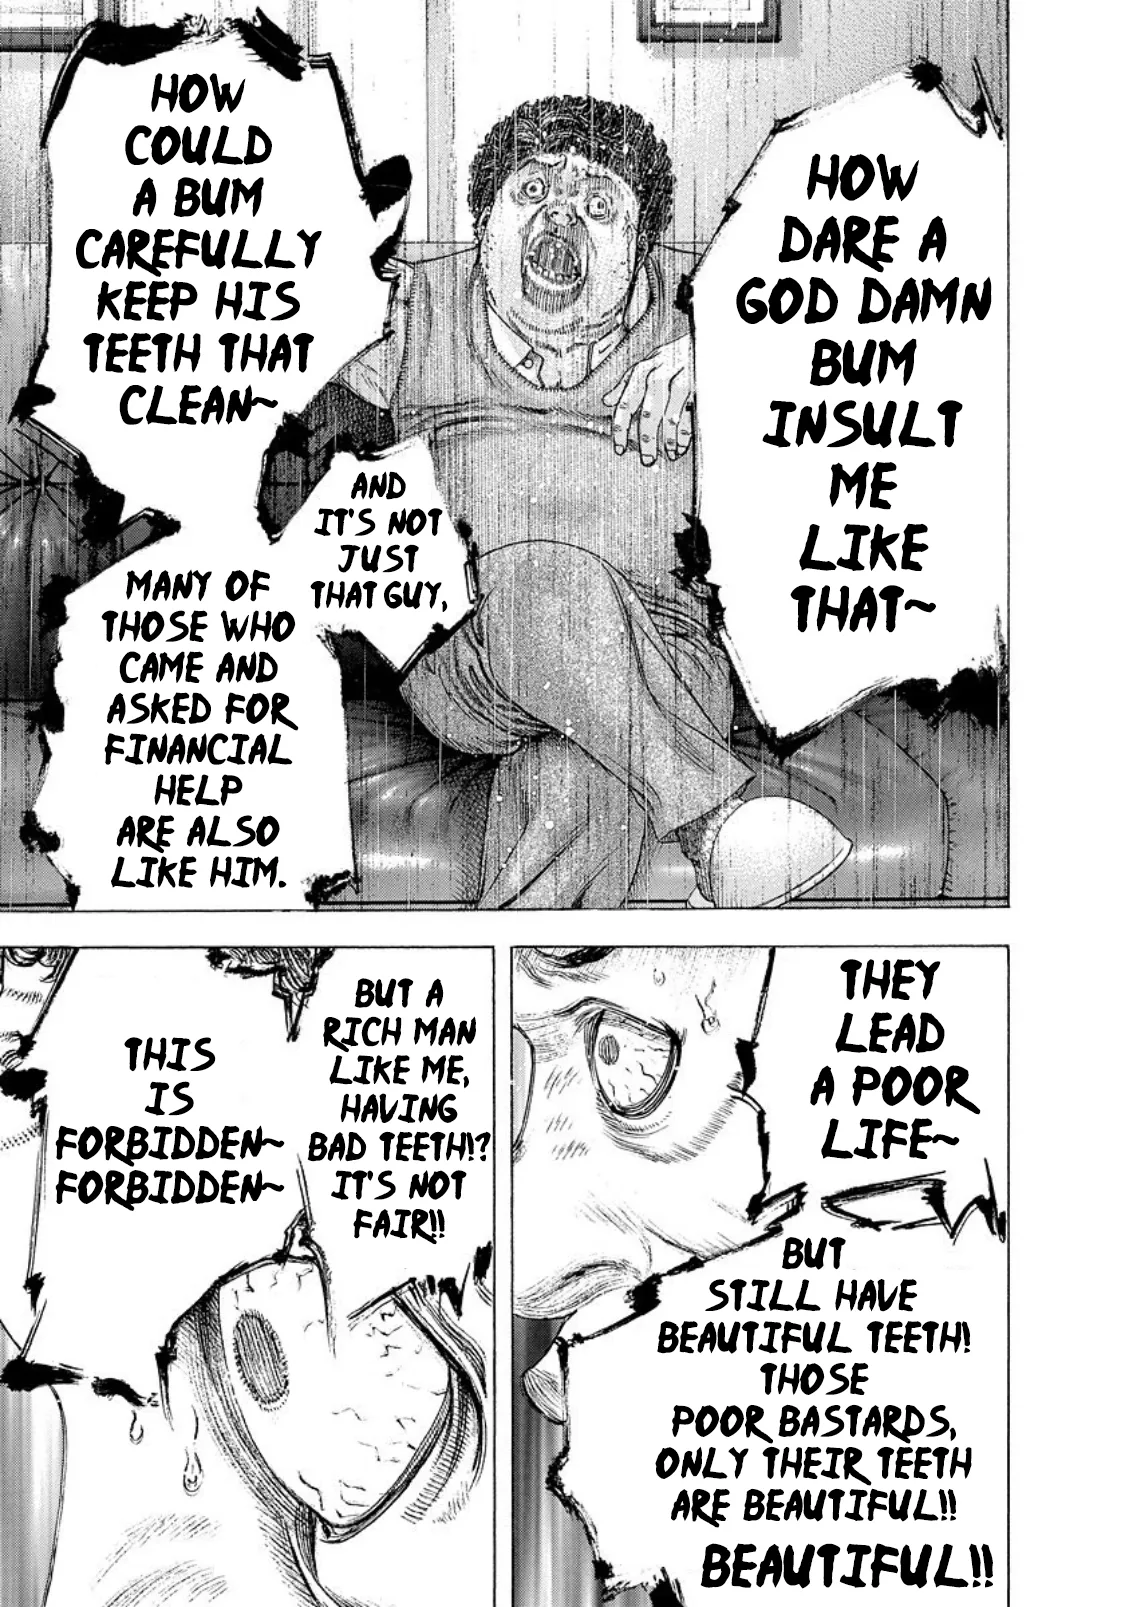 HOW
DARE A
GOD DAMN
BUM
INSULT
ME
LIKE
THAT~
HOW
COULD
A BUM
CAREFULLY
KEEP HIS
TEETH THAT
CLEAN~
AND
IT'S NOT
JUST
THAT GUY,
MANY OF
THOSE WHO
CAME AND
ASKED FOR
FINANCIAL
HELP
ARE ALSO
LIKE HIM.
THEY
LEAD
A POOR
LIFE~
BUT
STILL HAVE
BEAUTIFUL TEETH!
THOSE
POOR BASTARDS,
ONLY THEIR TEETH
ARE BEAUTIFUL!!
BEAUTIFUL!!
BUT A
RICH MAN
LIKE ME,
HAVING
BAD TEETH!?
IT'S NOT
FAIR!!
THIS
IS
FORBIDDEN~
FORBIDDEN~